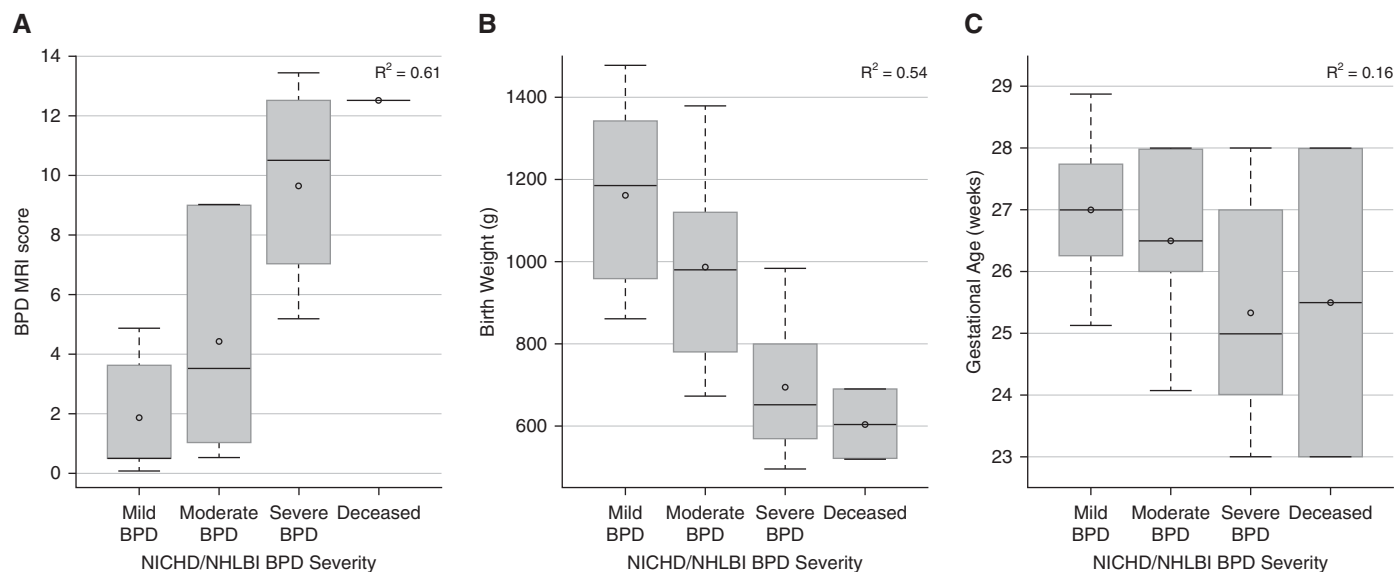 A
BPD MRI score
14
12
10
8
6
4
2
0
R² = 0.61
Mild BPD
Moderate BPD
Severe BPD
Deceased
NICHD/NHLBI BPD Severity
B
Birth Weight (g)
1400
1200
1000
800
600
R² = 0.54
Mild BPD
Moderate BPD
Severe BPD
Deceased
NICHD/NHLBI BPD Severity
C
Gestational Age (weeks)
29
28
27
26
25
24
23
R² = 0.16
Mild BPD
Moderate BPD
Severe BPD
Deceased
NICHD/NHLBI BPD Severity